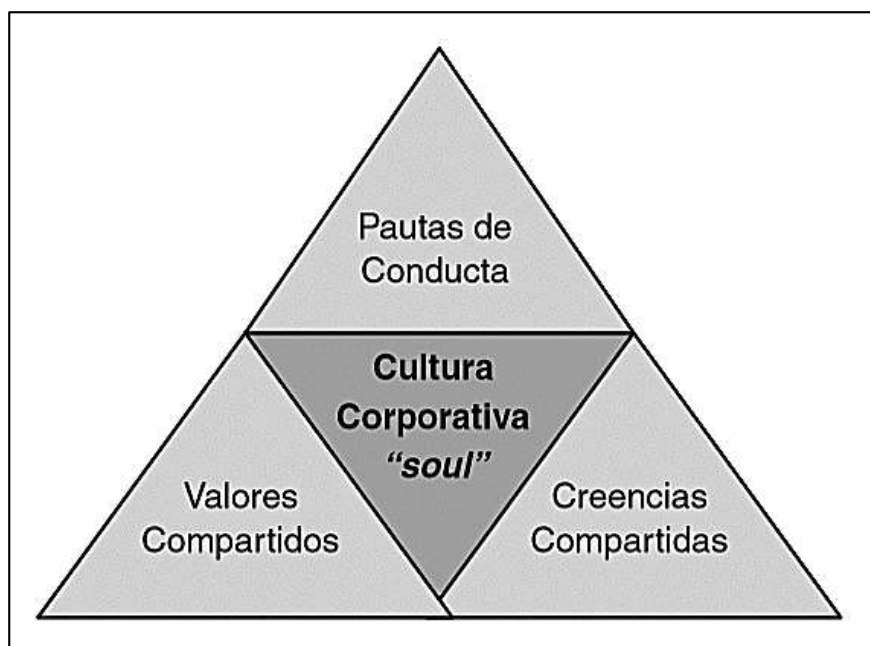 Pautas de
Conducta
Cultura
Corporativa
“soul”
Valores
Compartidos
Creencias
Compartidas